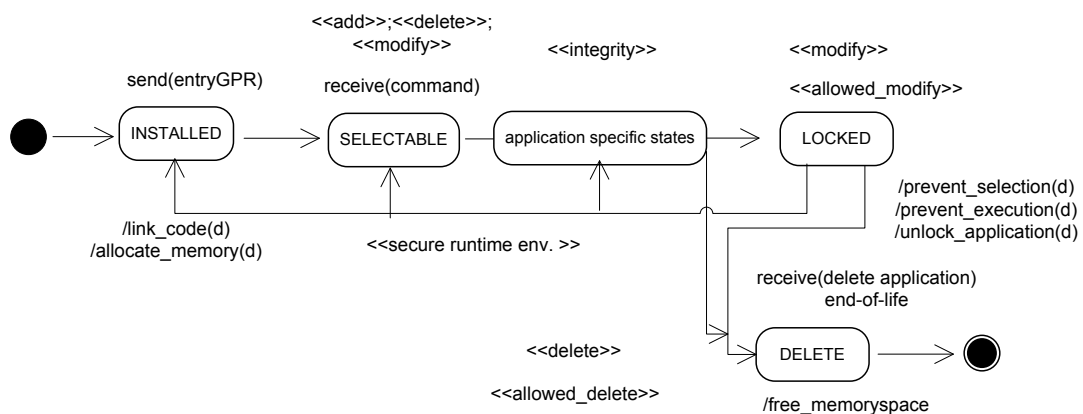 <<add>>;<<delete>>;
<<modify>>
<<integrity>>
<<modify>>
<<allowed_modify>>
send(entryGPR)
receive(command)
INSTALLED
SELECTABLE
application specific states
LOCKED
/prevent_selection(d)
/prevent_execution(d)
/unlock_application(d)
/link_code(d)
/allocate_memory(d)
<<secure runtime env. >>
receive(delete application)
end-of-life
<<delete>>
<<allowed_delete>>
DELETE
/free_memoryspace